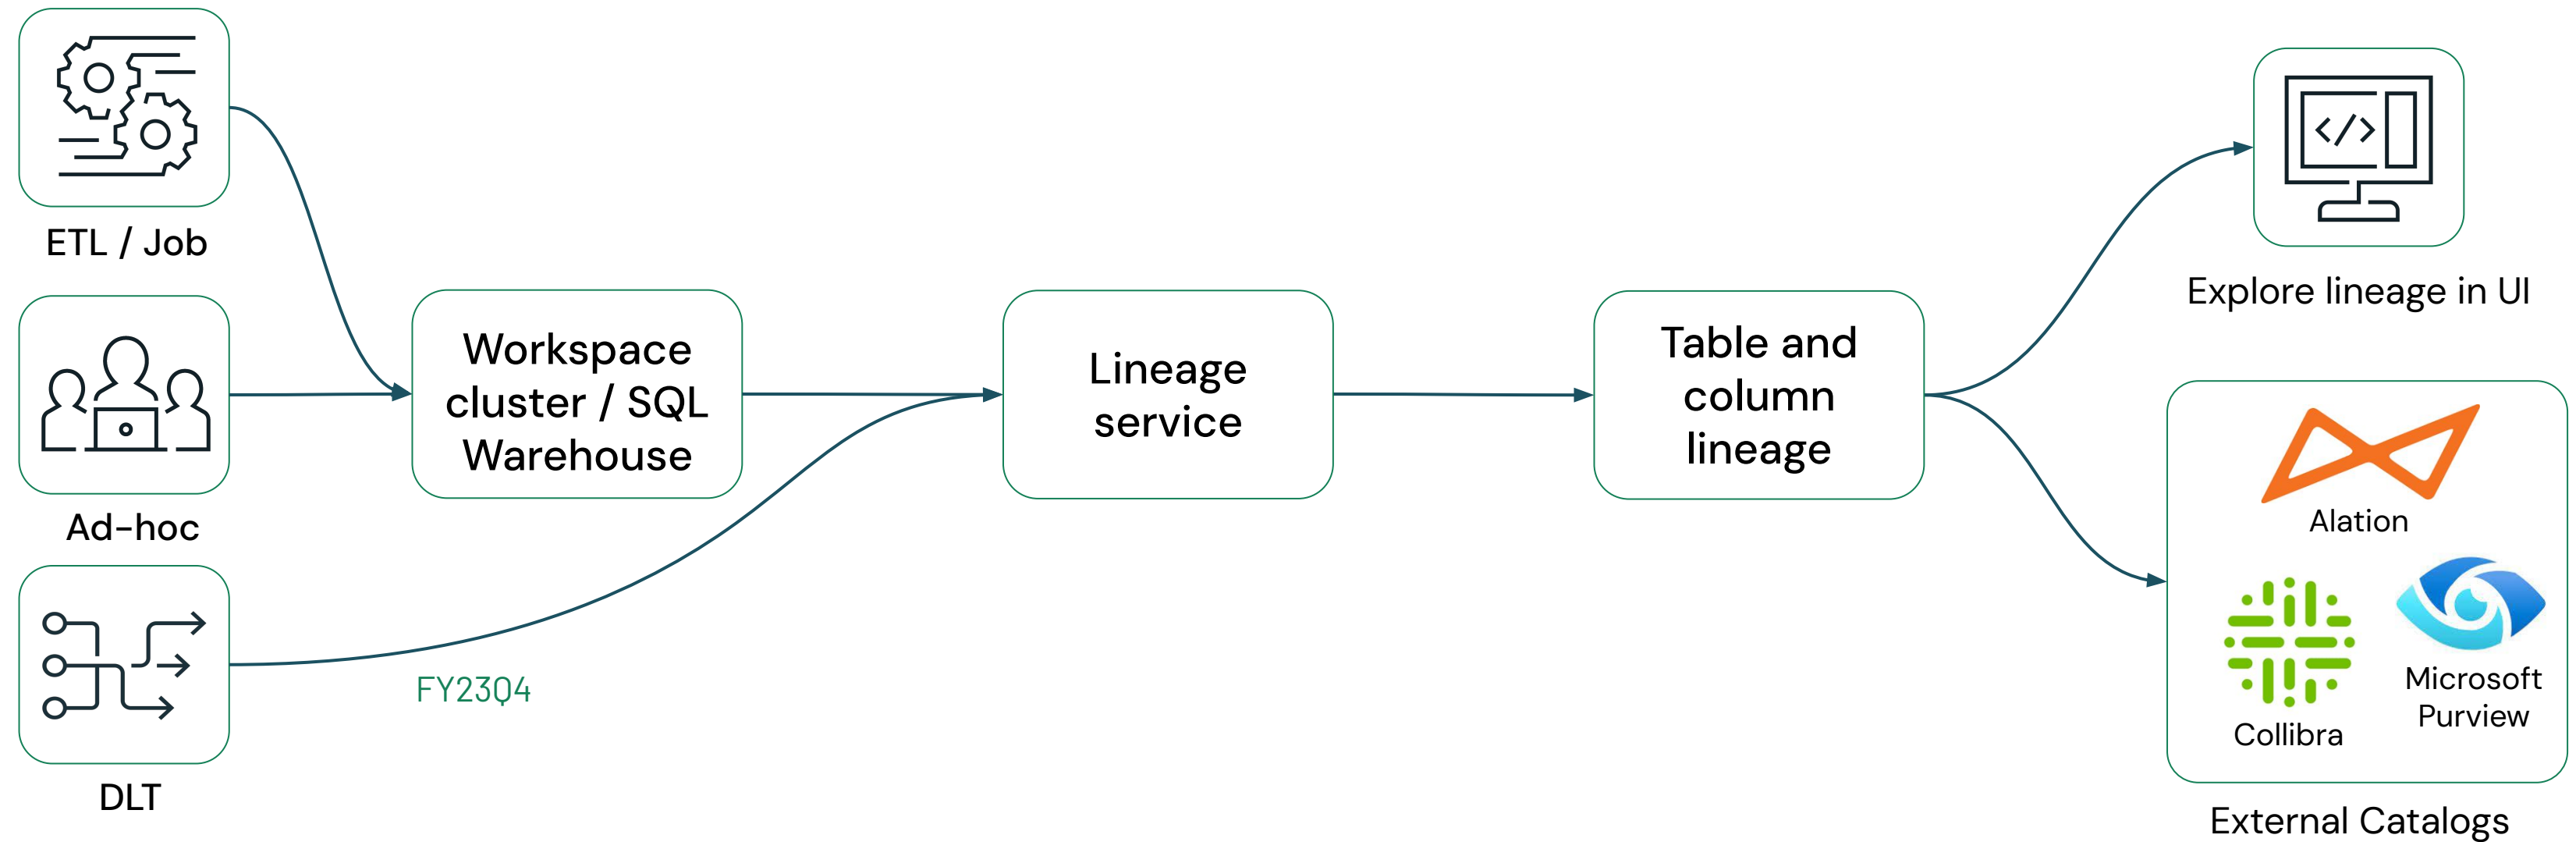 ETL / Job
Ad-hoc
DLT
FY23Q4
Workspace
cluster / SQL
Warehouse
Lineage
service
Table and
column
lineage
Explore lineage in UI
Alation
Collibra
Microsoft
Purview
External Catalogs